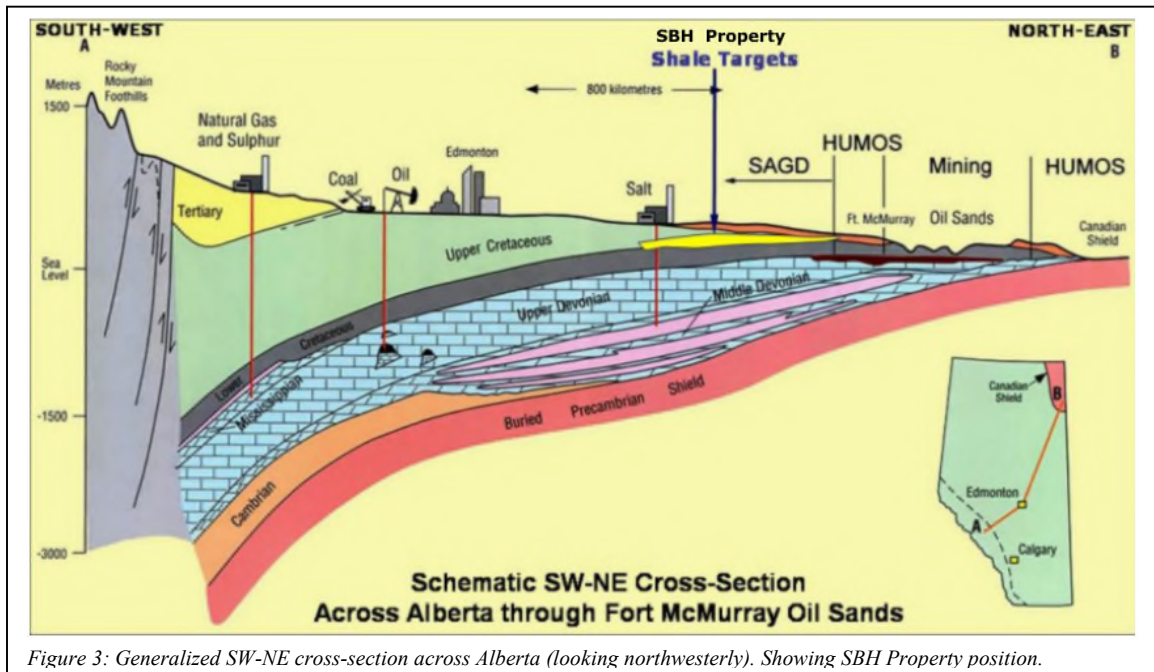 SOUTH-WEST
A
SBH Property
Shale Targets
NORTH-EAST
B
Rocky
Mountain
Foothills
Metres
1500
800 kilometres
Natural Gas
and Sulphur
Coal
Oil
Edmonton
Salt
HUMOS
SAGD
Mining
HUMOS
Ft. McMurray
Oil Sands
Canadian
Shield
Tertiary
Upper Cretaceous
Sea
Level
Lower Cretaceous
Upper Devonian
Middle Devonian
Mississippian
-1500
Buried Precambrian Shield
Cambrian
-3000
Canadian
Shield
B
Edmonton
A
Calgary
Schematic SW-NE Cross-Section
Across Alberta through Fort McMurray Oil Sands
Figure 3: Generalized SW-NE cross-section across Alberta (looking northwesterly). Showing SBH Property position.